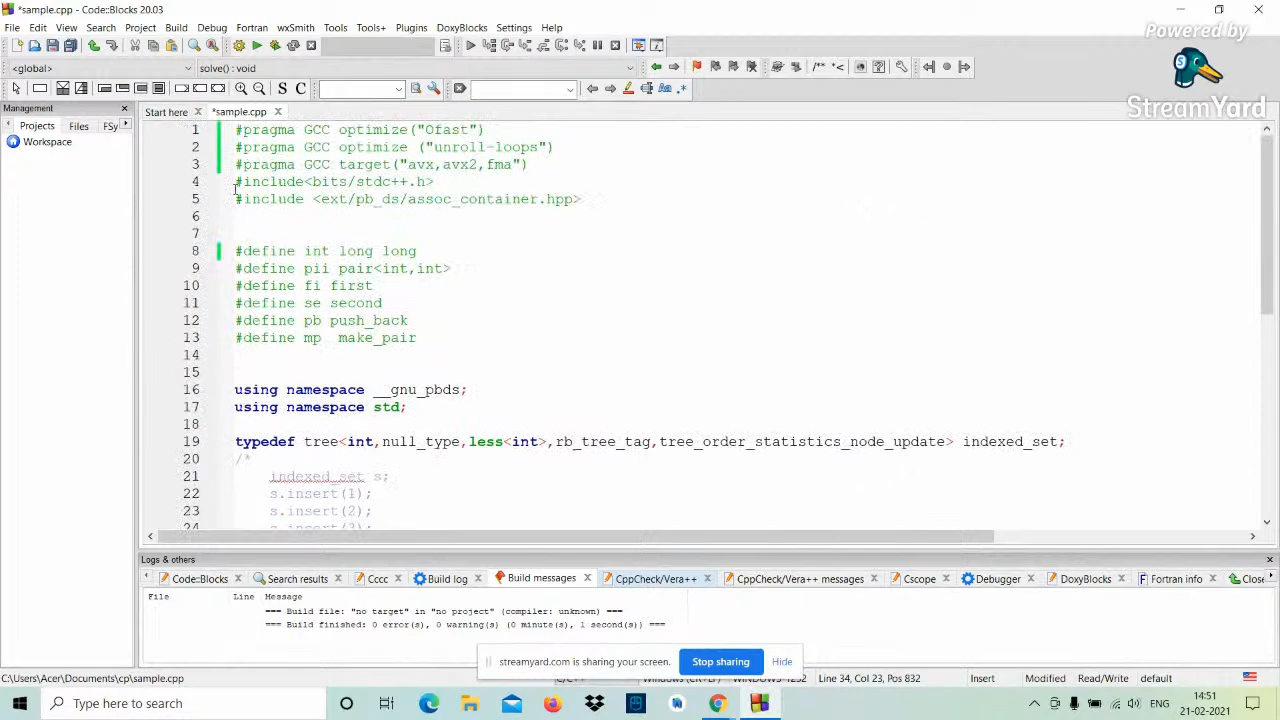 *sample.cpp - Code::Blocks 20.03
File Edit View Search Project Build Debug Fortran wxSmith Tools Tools+ Plugins DoxyBlocks Settings Help
Powered by
StreamYard
<global> solve() : void
/** *<
S C
Management
Projects Files FSy
Workspace
Start here *sample.cpp
1 #pragma GCC optimize("Ofast")
2 #pragma GCC optimize ("unroll-loops")
3 #pragma GCC target("avx,avx2,fma")
4 #include<bits/stdc++.h>
5 #include <ext/pb_ds/assoc_container.hpp>
6
7
8 #define int long long
9 #define pii pair<int,int>
10 #define fi first
11 #define se second
12 #define pb push_back
13 #define mp make_pair
14
15
16 using namespace __gnu_pbds;
17 using namespace std;
18
19 typedef tree<int,null_type,less<int>,rb_tree_tag,tree_order_statistics_node_update> indexed_set;
20 /*
21 indexed_set s;
22 s.insert(1);
23 s.insert(2);
24 s.insert(3);
Logs & others
Code::Blocks Search results Cccc Build log Build messages CppCheck/Vera++ CppCheck/Vera++ messages Cscope Debugger DoxyBlocks Fortran info Close
File Line Message
=== Build file: "no target" in "no project" (compiler: unknown) ===
=== Build finished: 0 error(s), 0 warning(s) (0 minute(s), 1 second(s)) ===
streamyard.com is sharing your screen. Stop sharing Hide
C:\Users\Acer\Documents\cp\sample.cpp C/C++ Windows (CR+LF) WINDOWS-1252 Line 34, Col 23, Pos 832 Insert Modified Read/Write default
Type here to search
ENG 14:51
21-02-2021